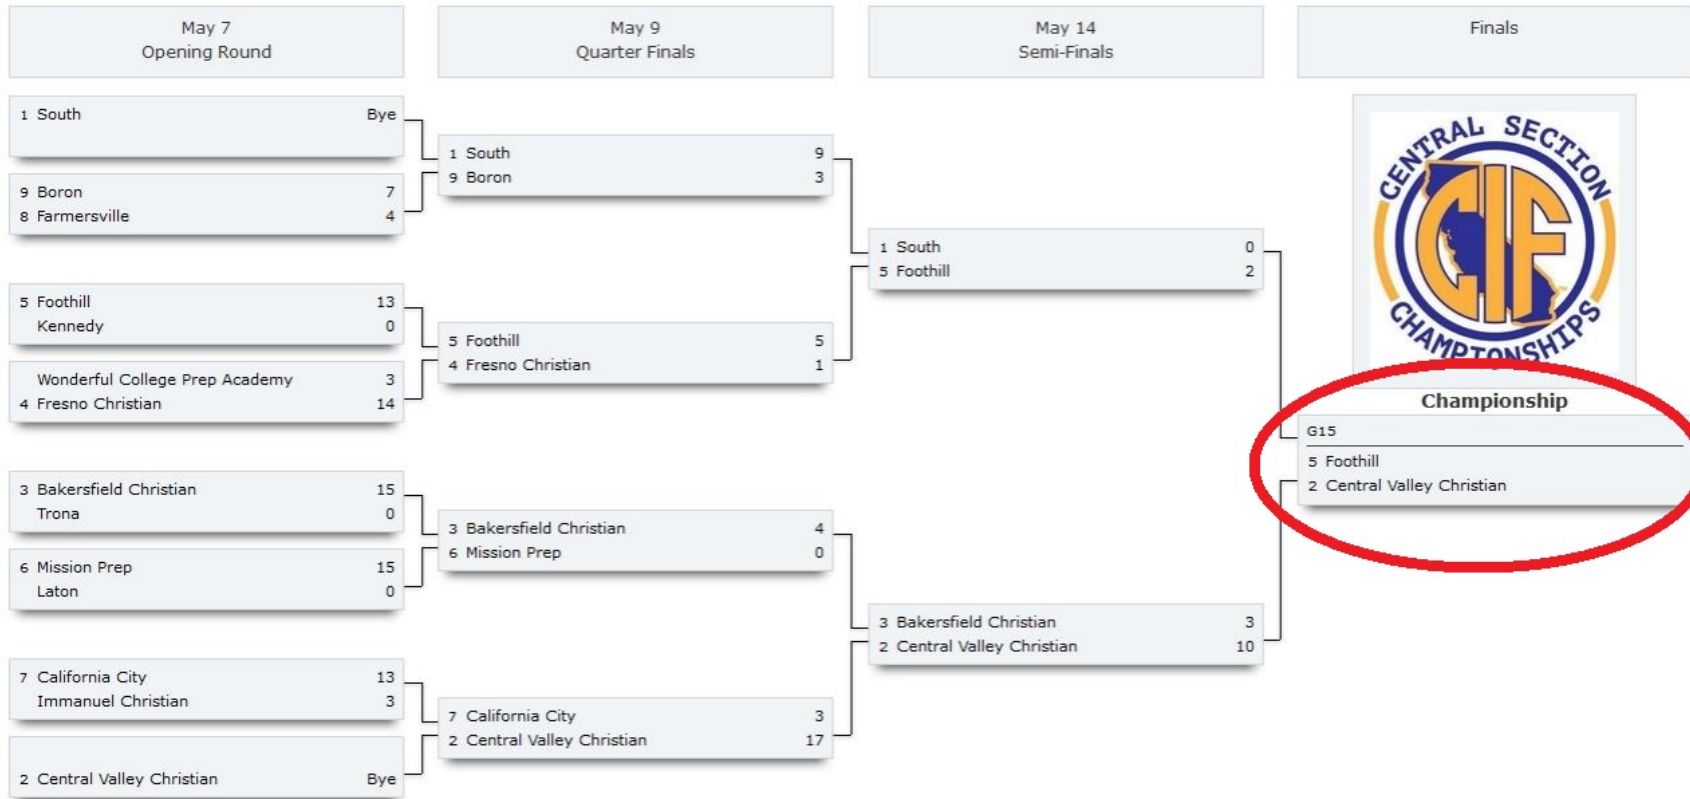 May 7
Opening Round
May 9
Quarter Finals
May 14
Semi-Finals
Finals
1 South Bye
9 Boron 7
8 Farmersville 4
5 Foothill 13
Kennedy 0
Wonderful College Prep Academy 3
4 Fresno Christian 14
3 Bakersfield Christian 15
Trona 0
6 Mission Prep 15
Laton 0
7 California City 13
Immanuel Christian 3
2 Central Valley Christian Bye
1 South 9
9 Boron 3
5 Foothill 5
4 Fresno Christian 1
3 Bakersfield Christian 4
6 Mission Prep 0
7 California City 3
2 Central Valley Christian 17
1 South 0
5 Foothill 2
3 Bakersfield Christian 3
2 Central Valley Christian 10
CENTRAL SECTION
CIF
CHAMPIONSHIPS
Championship
G15
5 Foothill
2 Central Valley Christian